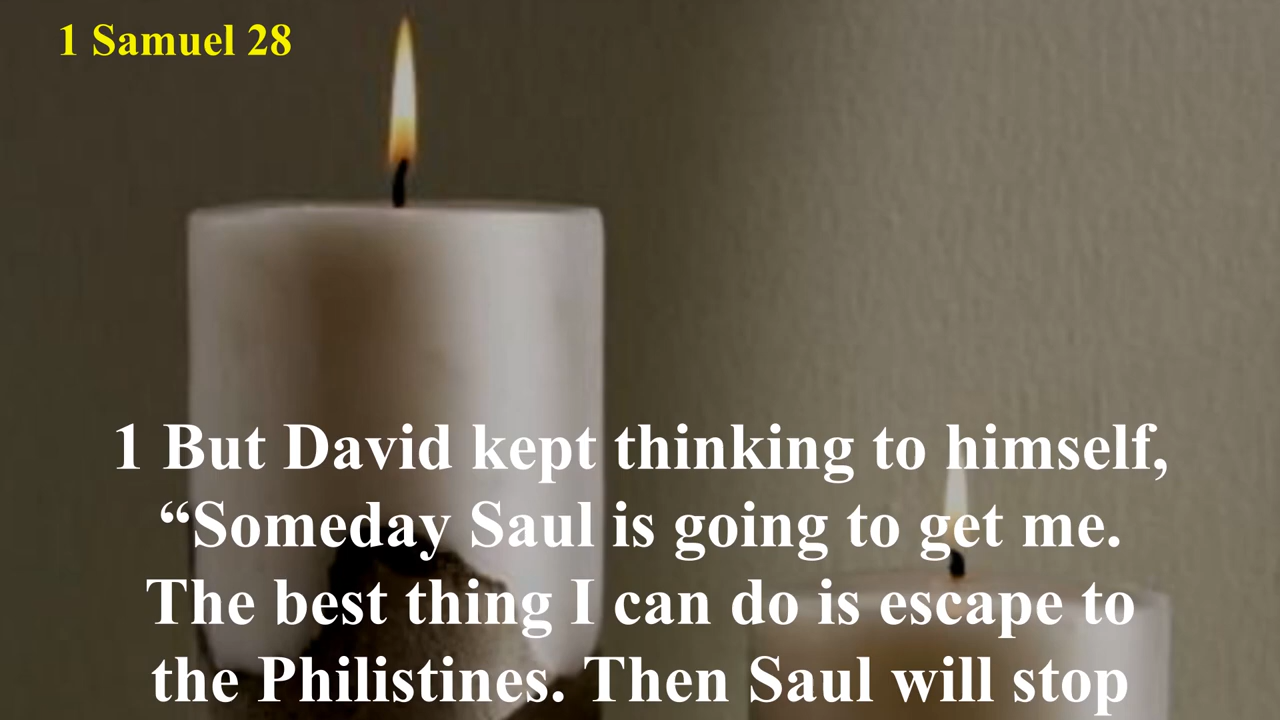 1 Samuel 28
1 But David kept thinking to himself,
“Someday Saul is going to get me.
The best thing I can do is escape to
the Philistines. Then Saul will stop